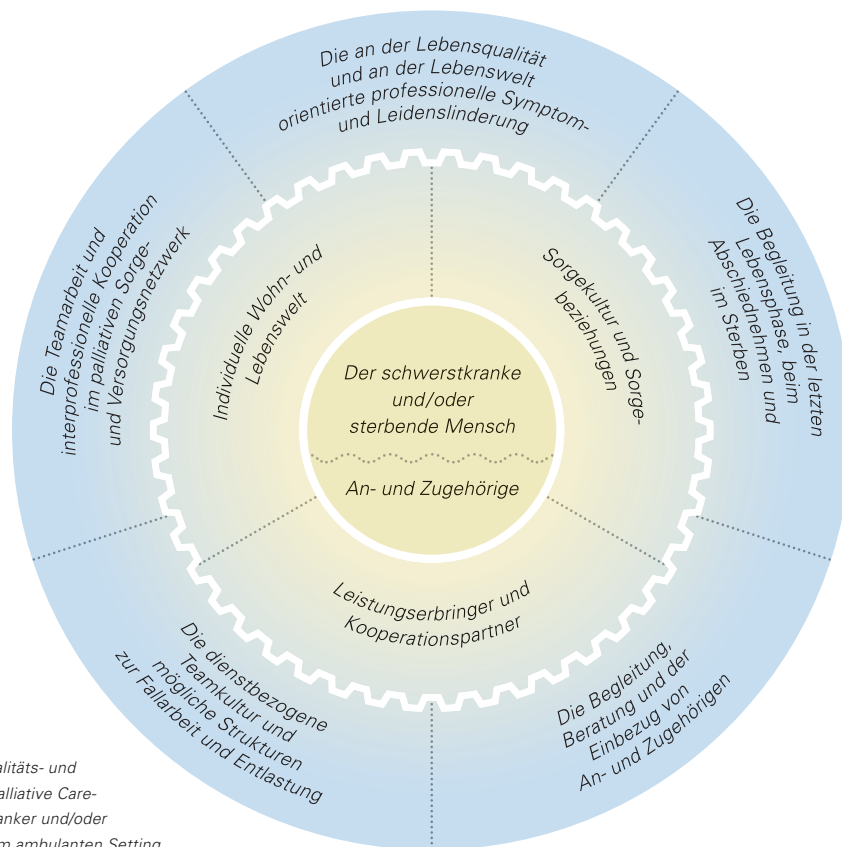 Die an der Lebensqualität
und an der Lebenswelt
orientierte professionelle Symptom-
und Leidenslinderung
Die Begleitung in der letzten
Lebensphase, beim
Abschiednehmen und
im Sterben
Die Begleitung,
Beratung und der
Einbezug von
An- und Zugehörigen
Die dienstbezogene
Teamkultur und
mögliche Strukturen
zur Fallarbeit und Entlastung
Die Teamarbeit und
interprofessionelle Kooperation
im palliativen Sorge-
und Versorgungsnetzwerk
Individuelle Wohn- und
Lebenswelt
Sorgekultur und Sorge-
beziehungen
Leistungserbringer und
Kooperationspartner
Der schwerstkranke
und/oder
sterbende Mensch
An- und Zugehörige
alitäts- und
alliative Care-
anker und/oder
m ambulanten Setting